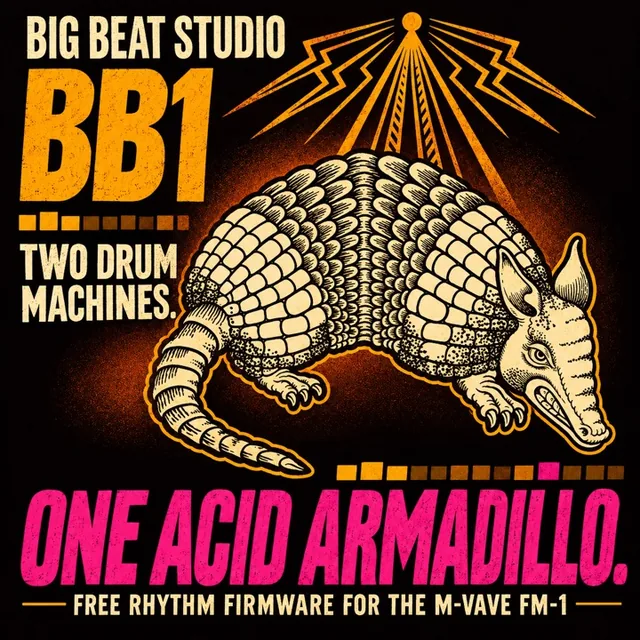 BIG BEAT STUDIO
BB1
TWO DRUM
MACHINES.
ONE ACID ARMADILLO.
FREE RHYTHM FIRMWARE FOR THE M-VAVE FM-1